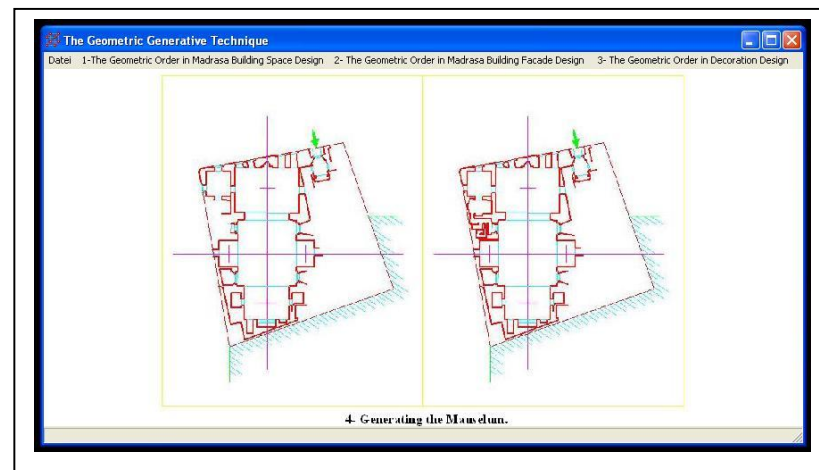 The Geometric Generative Technique
Datei 1-The Geometric Order in Madrasa Building Space Design 2- The Geometric Order in Madrasa Building Facade Design 3- The Geometric Order in Decoration Design
4- Generating the Mauselum.